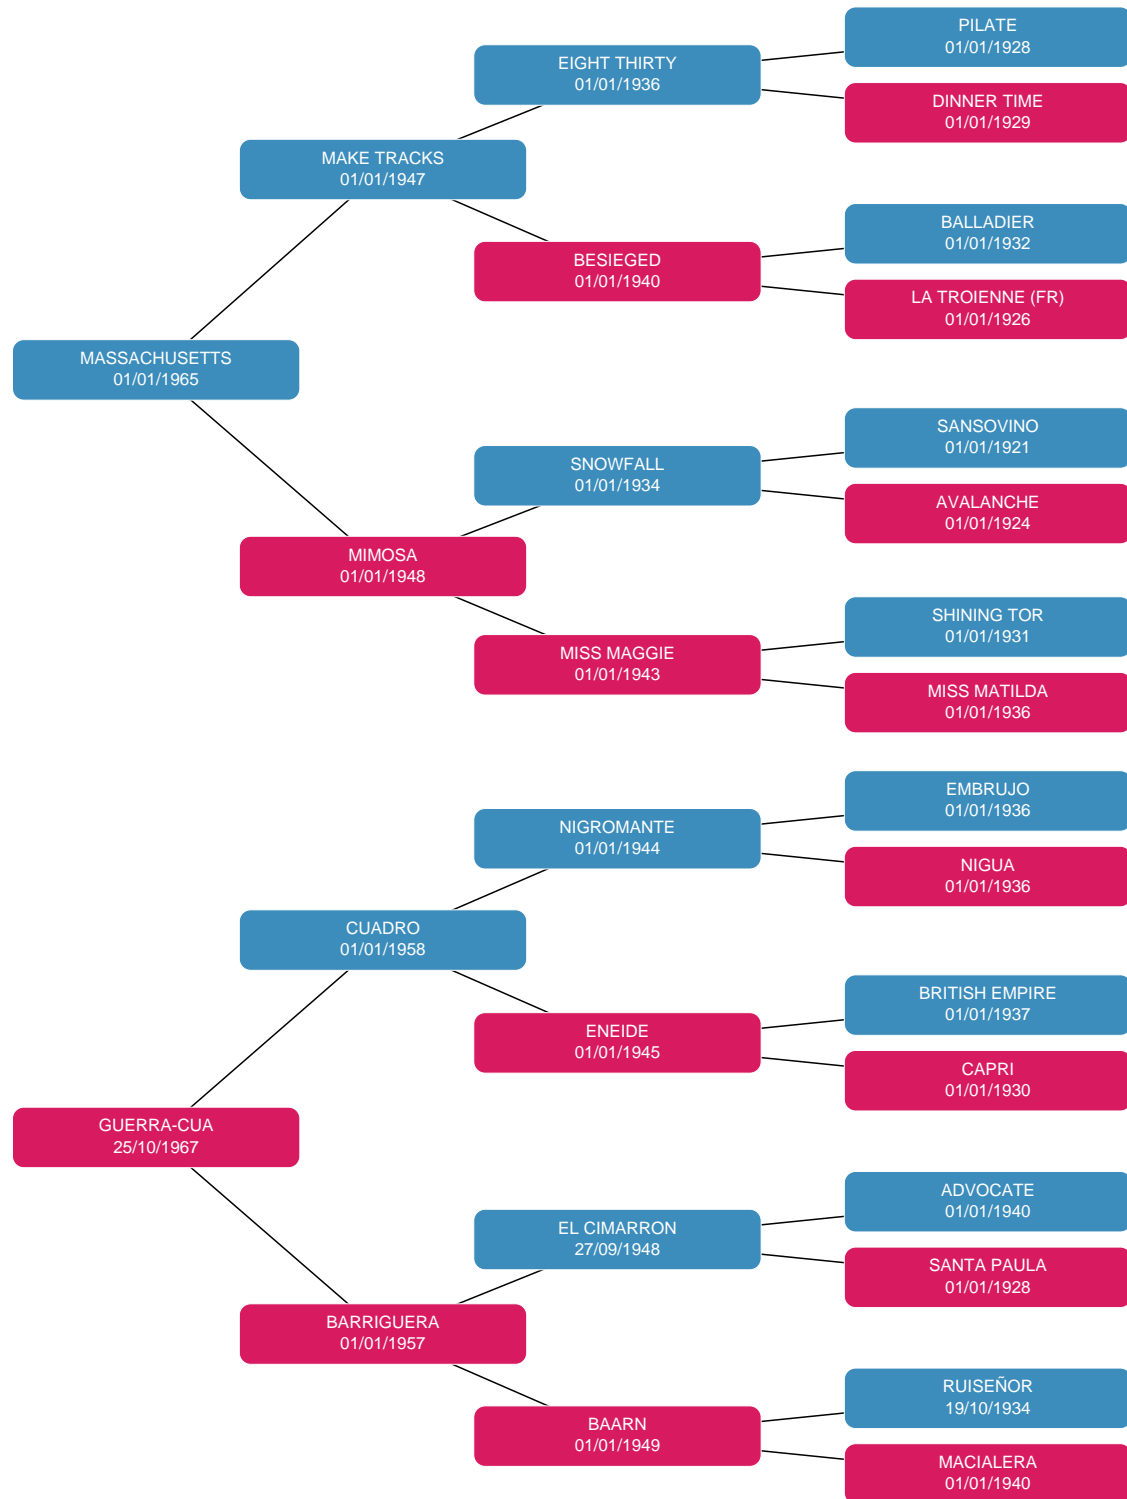 PILATE
01/01/1928
EIGHT THIRTY
01/01/1936
DINNER TIME
01/01/1929
MAKE TRACKS
01/01/1947
BALLADIER
01/01/1932
BESIEGED
01/01/1940
LA TROIENNE (FR)
01/01/1926
MASSACHUSETTS
01/01/1965
SANSOVINO
01/01/1921
SNOWFALL
01/01/1934
AVALANCHE
01/01/1924
MIMOSA
01/01/1948
SHINING TOR
01/01/1931
MISS MAGGIE
01/01/1943
MISS MATILDA
01/01/1936
EMBRUJO
01/01/1936
NIGROMANTE
01/01/1944
NIGUA
01/01/1936
CUADRO
01/01/1958
BRITISH EMPIRE
01/01/1937
ENEIDE
01/01/1945
CAPRI
01/01/1930
GUERRA-CUA
25/10/1967
ADVOCATE
01/01/1940
EL CIMARRON
27/09/1948
SANTA PAULA
01/01/1928
BARRIGUERA
01/01/1957
RUISEÑOR
19/10/1934
BAARN
01/01/1949
MACIALERA
01/01/1940